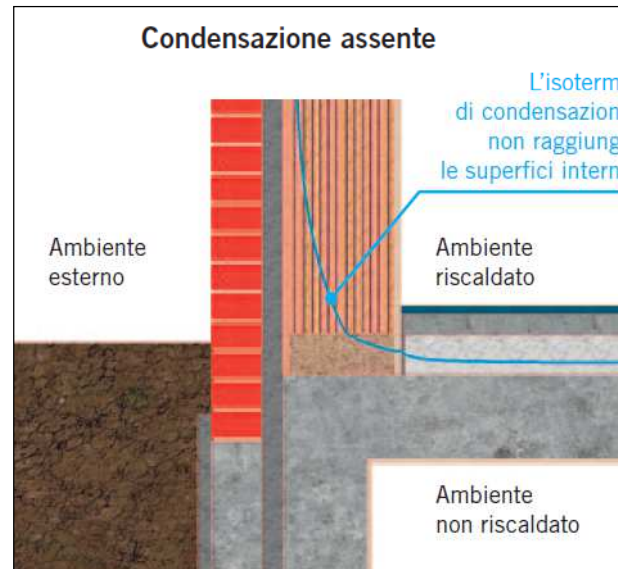 Condensazione assente
L'isoterm
di condensazion
non raggiung
le superfici intern
Ambiente
esterno
Ambiente
riscaldato
Ambiente
non riscaldato